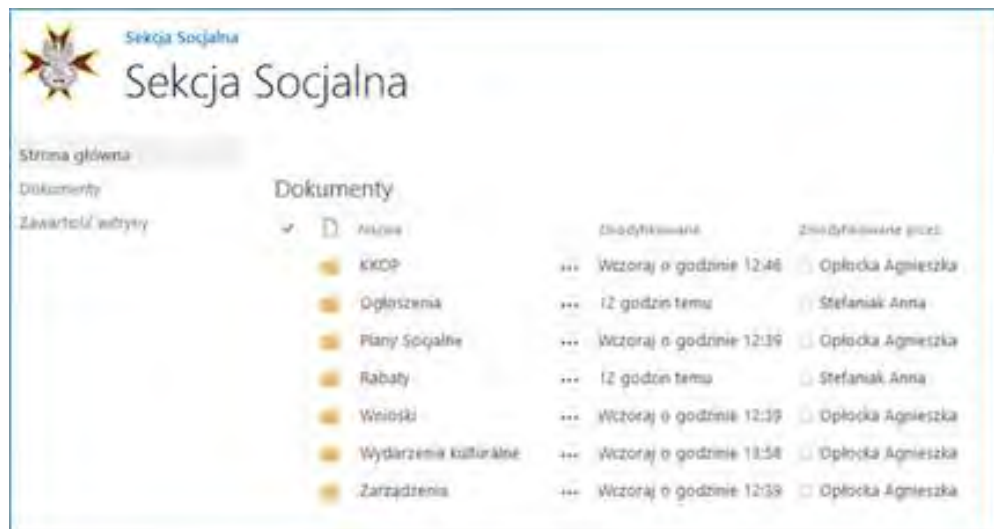 Sekcja Socjalna
Sekcja Socjalna
Strona główna
Dokumenty
Zawartość witryny
Dokumenty
Nazwa Zmodyfikowane Zmodyfikowane przez
KKOP ... Wczoraj o godzinie 12:46 Opłocka Agnieszka
Ogłoszenia ... 12 godzin temu Stefaniak Anna
Plany Socjalne ... Wczoraj o godzinie 12:39 Opłocka Agnieszka
Rabaty ... 12 godzin temu Stefaniak Anna
Wnioski ... Wczoraj o godzinie 12:39 Opłocka Agnieszka
Wydarzenia kulturalne ... Wczoraj o godzinie 13:58 Opłocka Agnieszka
Zarządzenia ... Wczoraj o godzinie 12:39 Opłocka Agnieszka